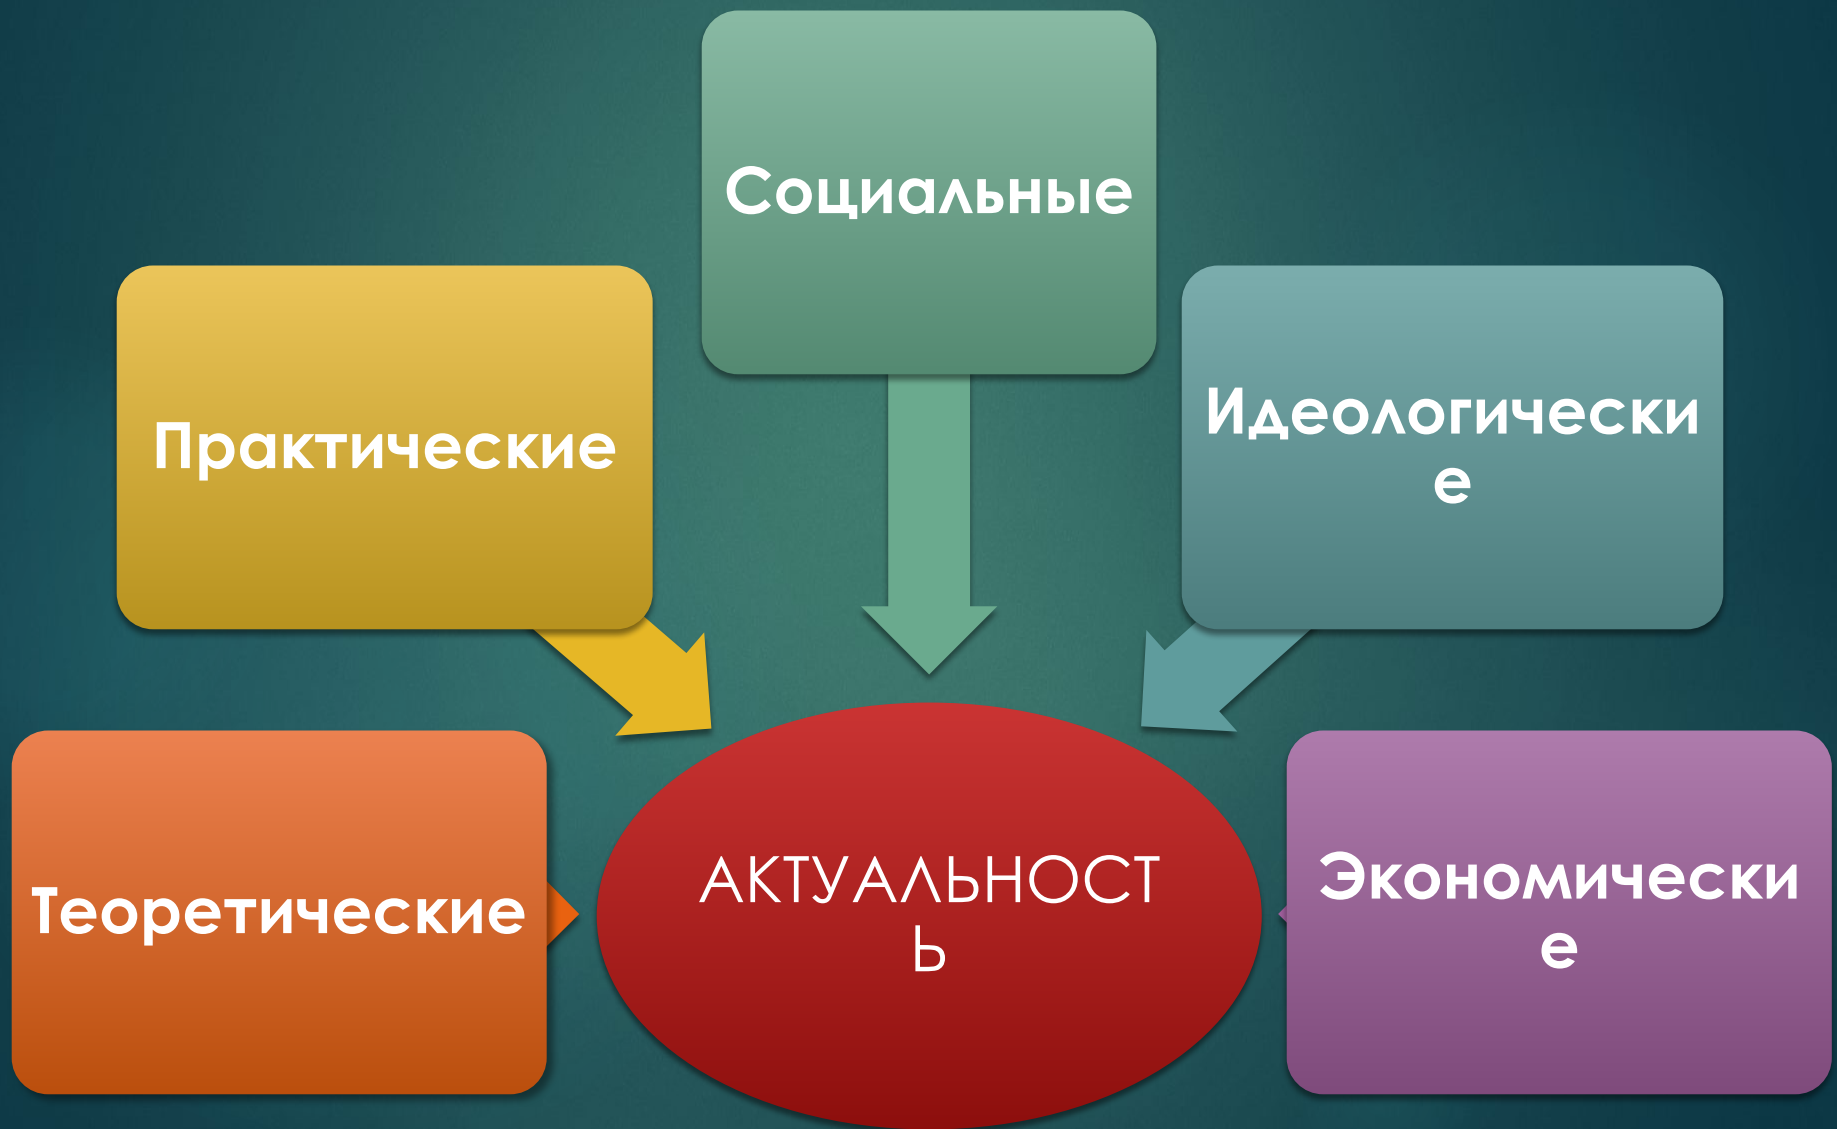 Социальные
Практические
Идеологически
е
Теоретические
АКТУАЛЬНОСТ
Ь
Экономически
е